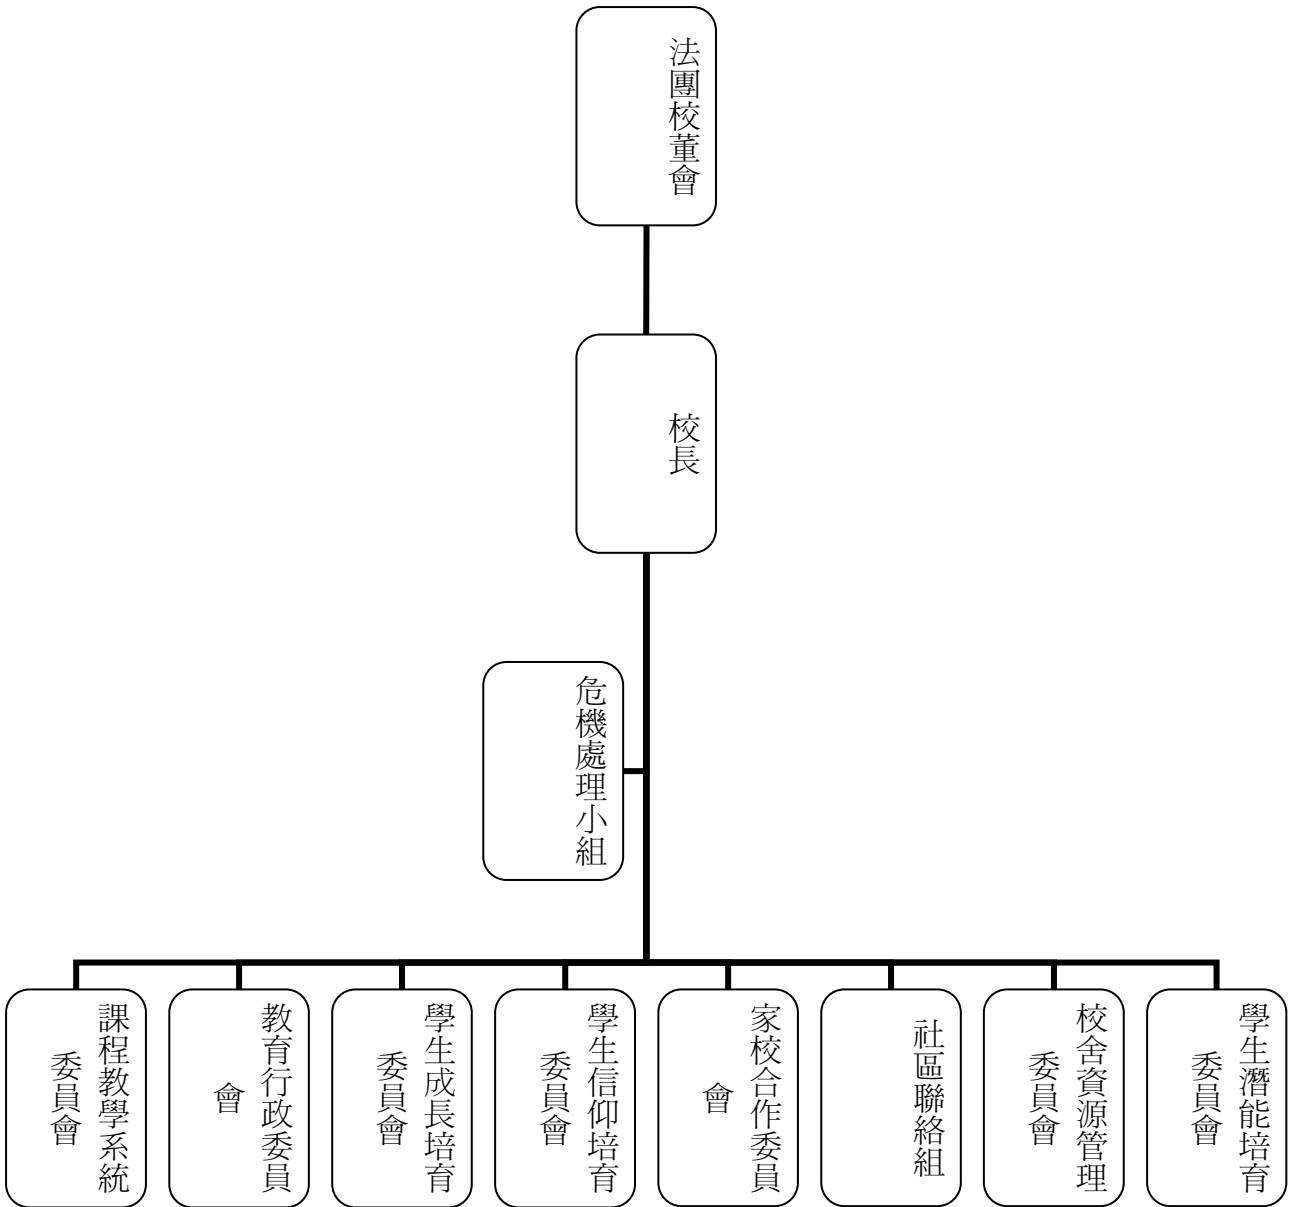 法團校董會
校長
危機處理小組
課程教學系統
委員會
教育行政委員
會
學生成長培育
委員會
學生信仰培育
委員會
家校合作委員
會
社區聯絡組
校舍資源管理
委員會
學生潛能培育
委員會